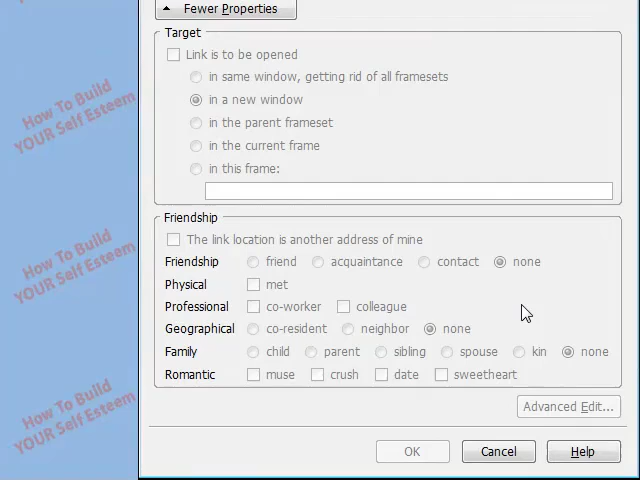 Fewer Properties
Target
Link is to be opened
in same window, getting rid of all framesets
in a new window
in the parent frameset
in the current frame
in this frame:
Friendship
The link location is another address of mine
Friendship friend acquaintance contact none
Physical met
Professional co-worker colleague
Geographical co-resident neighbor none
Family child parent sibling spouse kin none
Romantic muse crush date sweetheart
Advanced Edit...
OK Cancel Help
How To Build
YOUR Self Esteem
How To Build
YOUR Self Esteem
How To Build
YOUR Self Esteem